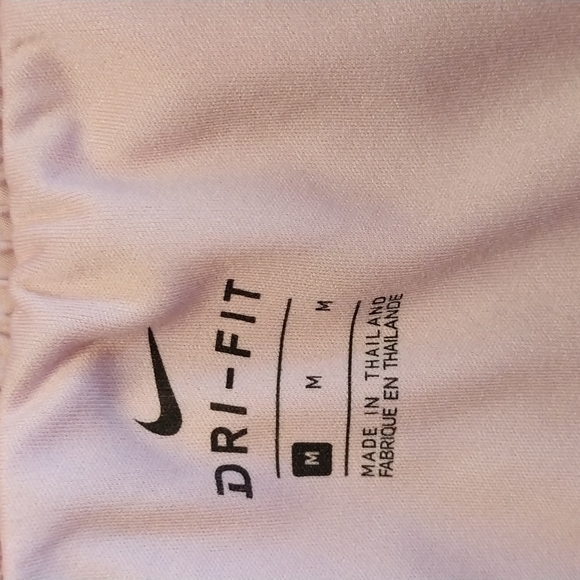 DRI-FIT
M M M
MADE IN THAILAND
FABRIQUE EN THAILANDE